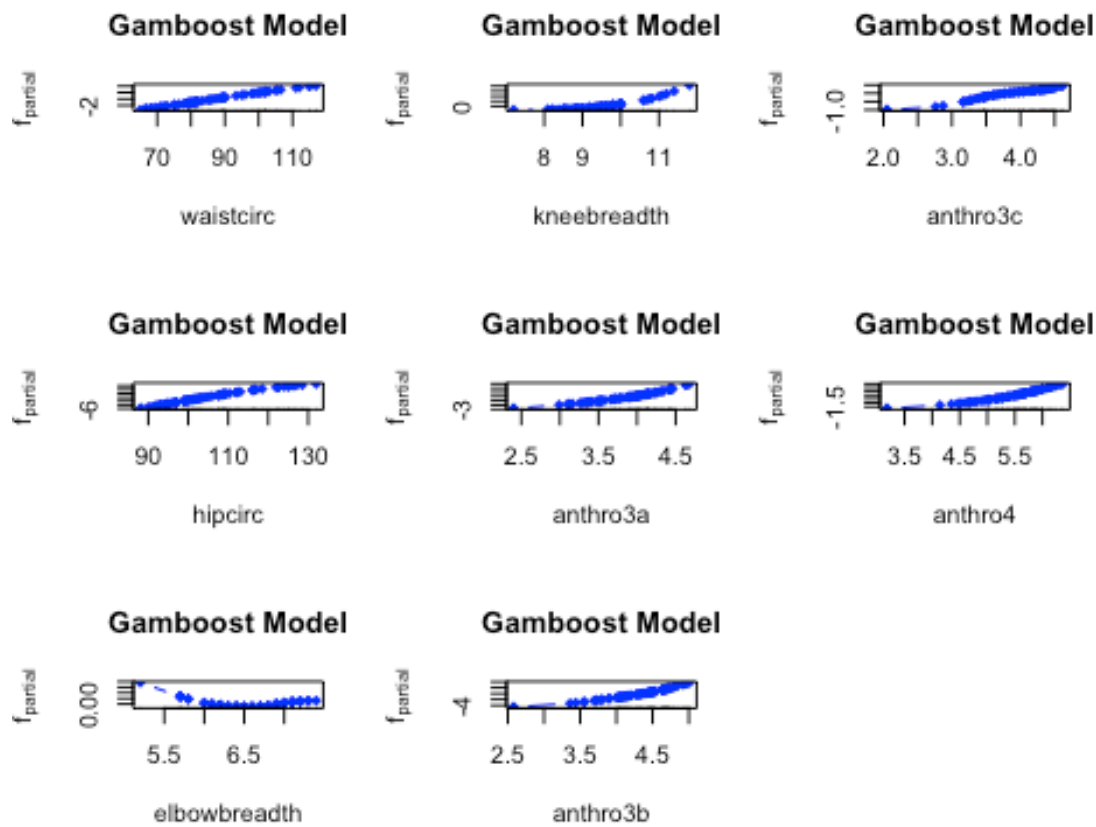 Gamboost Model Gamboost Model Gamboost Model
fpartial -2 fpartial 0 fpartial -1.0
70 90 110 8 9 11 2.0 3.0 4.0
waistcirc kneebreadth anthro3c
Gamboost Model Gamboost Model Gamboost Model
fpartial -6 fpartial -3 fpartial -1.5
90 110 130 2.5 3.5 4.5 3.5 4.5 5.5
hipcirc anthro3a anthro4
Gamboost Model Gamboost Model
fpartial 0.00 fpartial -4
5.5 6.5 2.5 3.5 4.5
elbowbreadth anthro3b